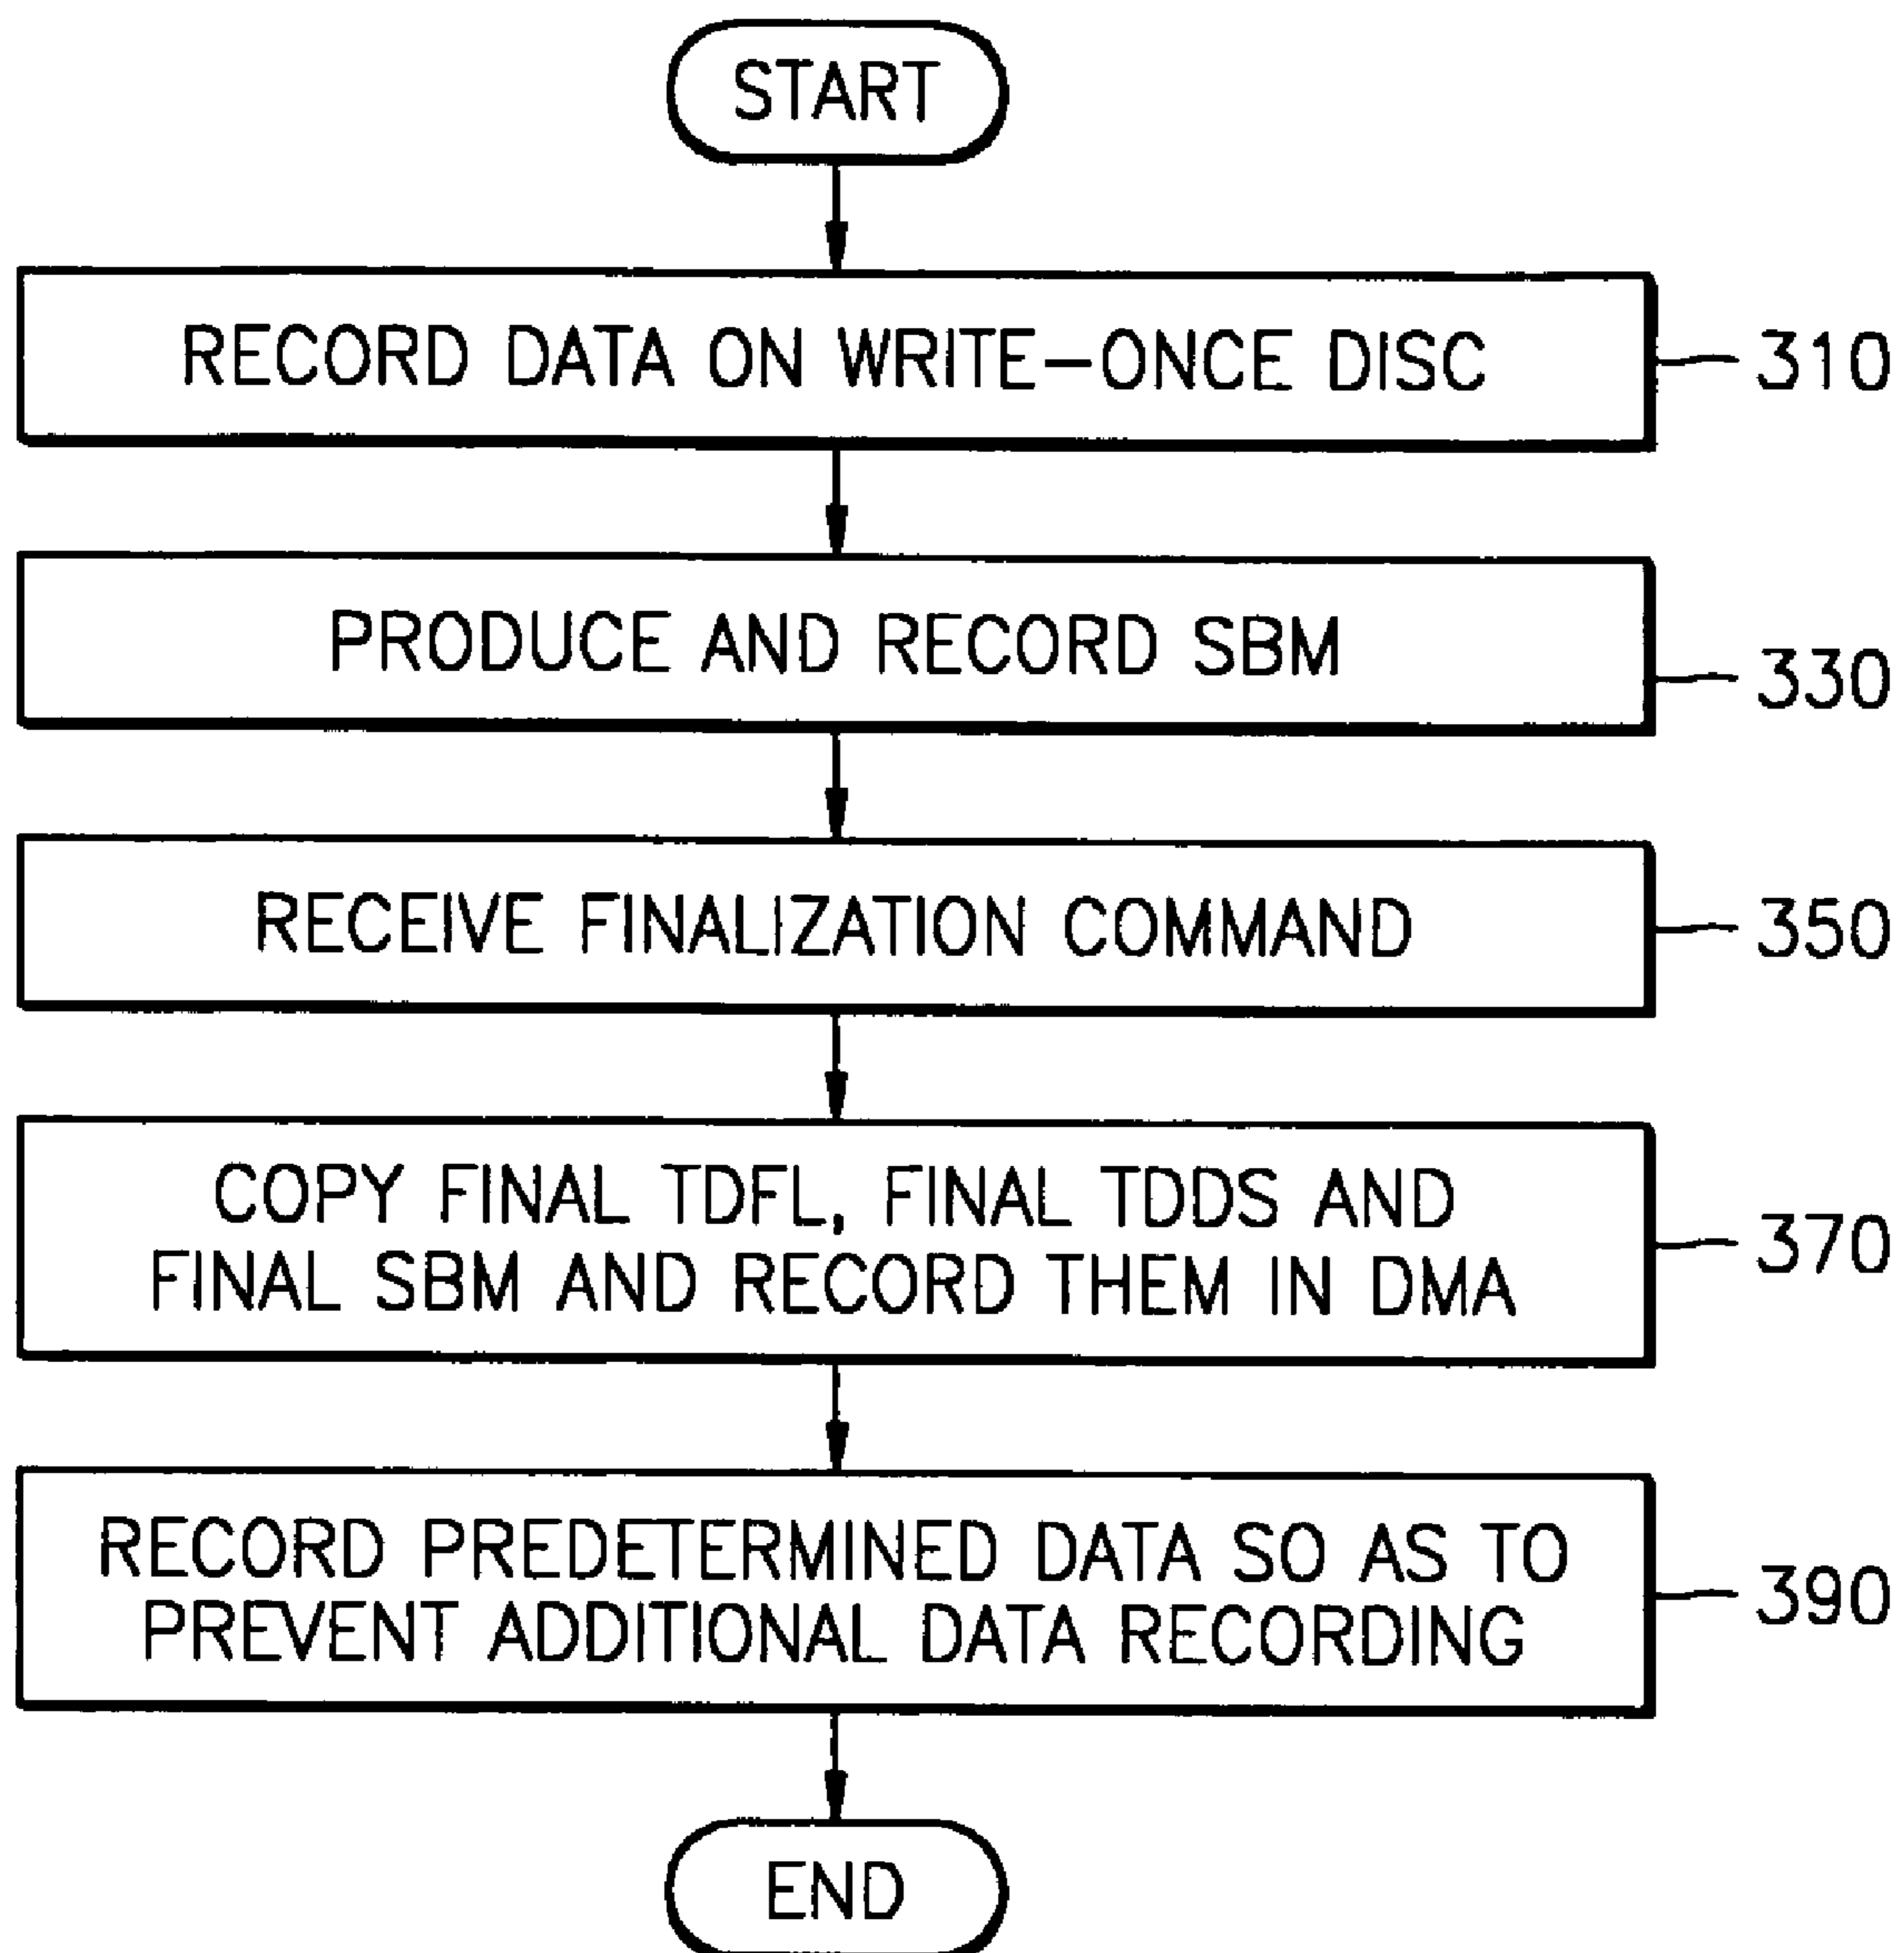 START
RECORD DATA ON WRITE-ONCE DISC
310
PRODUCE AND RECORD SBM
330
RECEIVE FINALIZATION COMMAND
350
COPY FINAL TDFL, FINAL TDDS AND
FINAL SBM AND RECORD THEM IN DMA
370
RECORD PREDETERMINED DATA SO AS TO
PREVENT ADDITIONAL DATA RECORDING
390
END